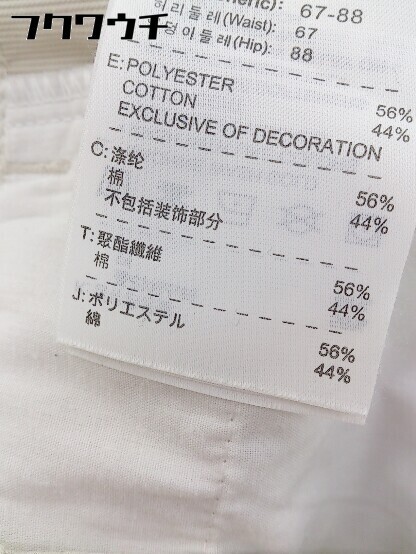 フクワウチ
eric): 67-88
허리둘레(Waist): 67
덩이둘레(Hip): 88
E: POLYESTER 56%
COTTON 44%
EXCLUSIVE OF DECORATION
C: 涤纶 56%
棉 44%
不包括装饰部分
T: 聚酯纖維 56%
棉 44%
J: ポリエステル 56%
綿 44%